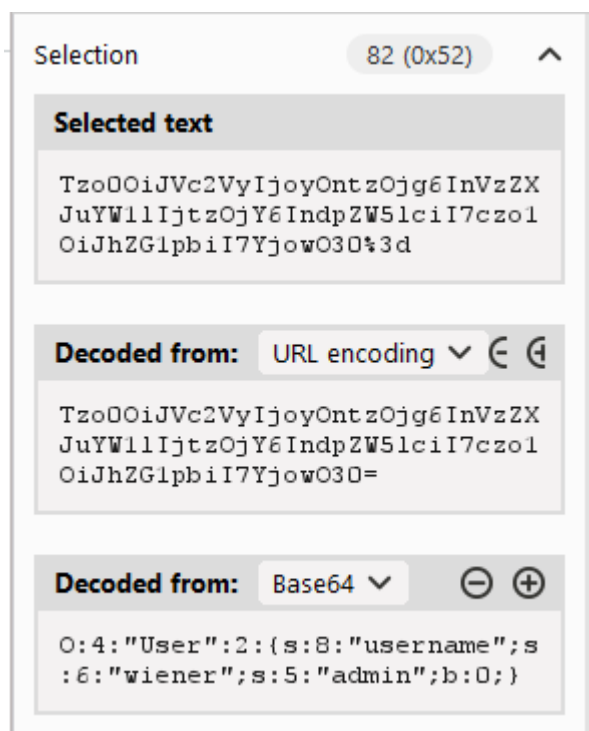 Selection 82 (0x52)
Selected text
TzoOOiJVc2VyIjoyOntzOjg6InVzZX
JuYW1lIjtzOjY6IndpZW5lciI7czo1
OiJhZG1pbiI7YjowO30%3d
Decoded from: URL encoding
TzoOOiJVc2VyIjoyOntzOjg6InVzZX
JuYW1lIjtzOjY6IndpZW5lciI7czo1
OiJhZG1pbiI7YjowO30=
Decoded from: Base64
O:4:"User":2:{s:8:"username";s
:6:"wiener";s:5:"admin";b:0;}